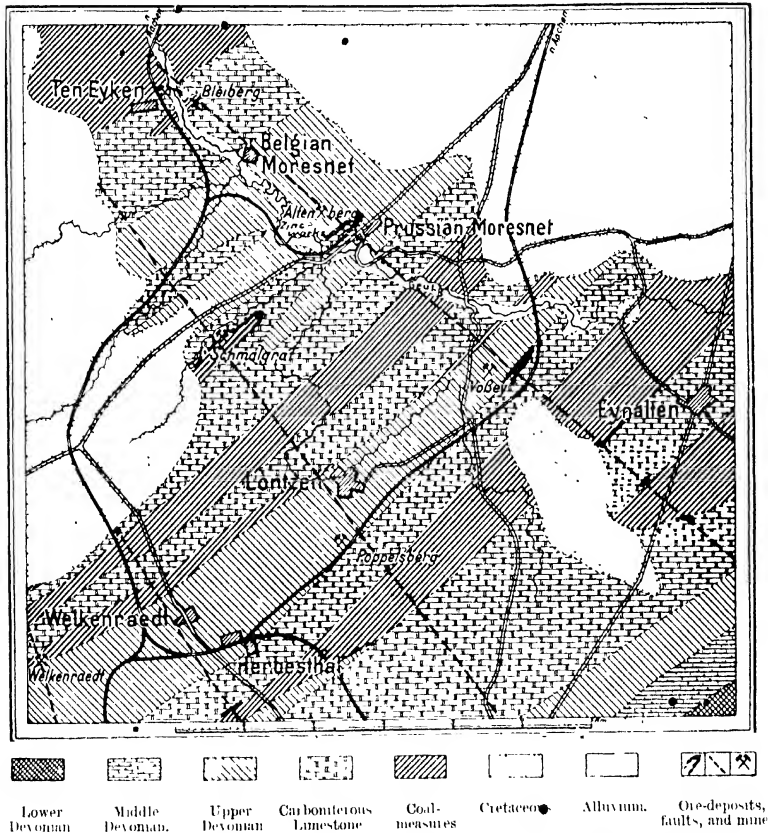 n. Aachen
Ten Eyken
Bleiberg
Belgian
Moresnet
Altenberg
Zinc-
works
Prussian-Moresnet
Schmalgraf
Eynatten
Lontzen
Poppelsberg
Welkenraedt
Herbesthal
Welkenraedt
Lower
Devonian
Middle
Devonian.
Upper
Devonian
Carboniferous
Limestone
Coal-
measures
Cretaceous
Alluvium.
Ore-deposits,
faults, and mine